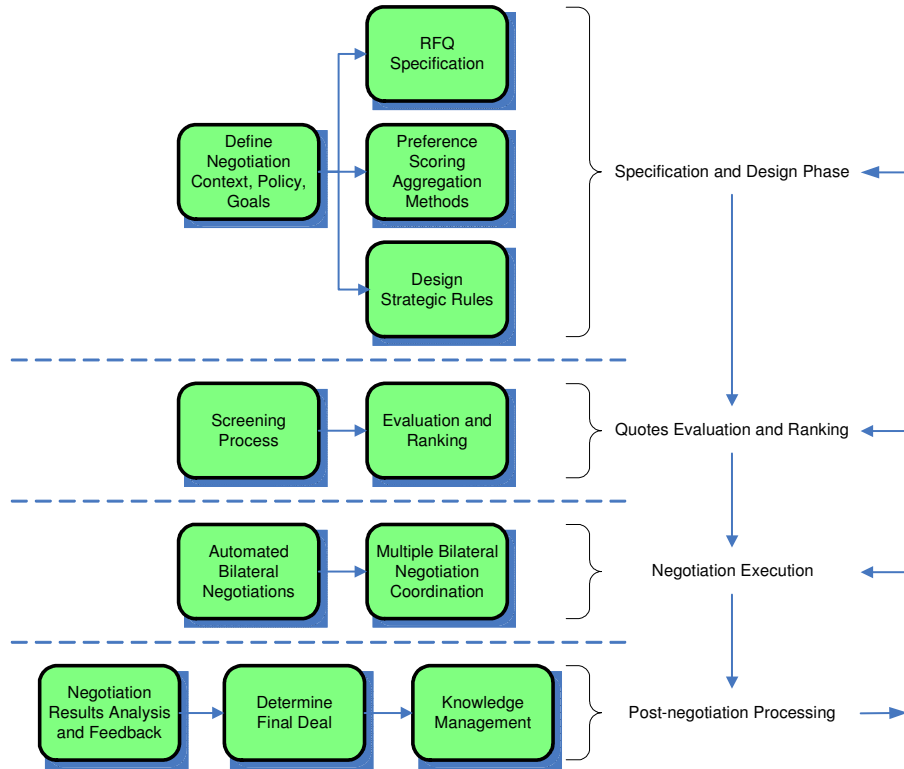 RFQ
Specification
Define
Negotiation
Context, Policy,
Goals
Preference
Scoring
Aggregation
Methods
Specification and Design Phase
Design
Strategic Rules
Screening
Process
Evaluation and
Ranking
Quotes Evaluation and Ranking
Automated
Bilateral
Negotiations
Multiple Bilateral
Negotiation
Coordination
Negotiation Execution
Negotiation
Results Analysis
and Feedback
Determine
Final Deal
Knowledge
Management
Post-negotiation Processing